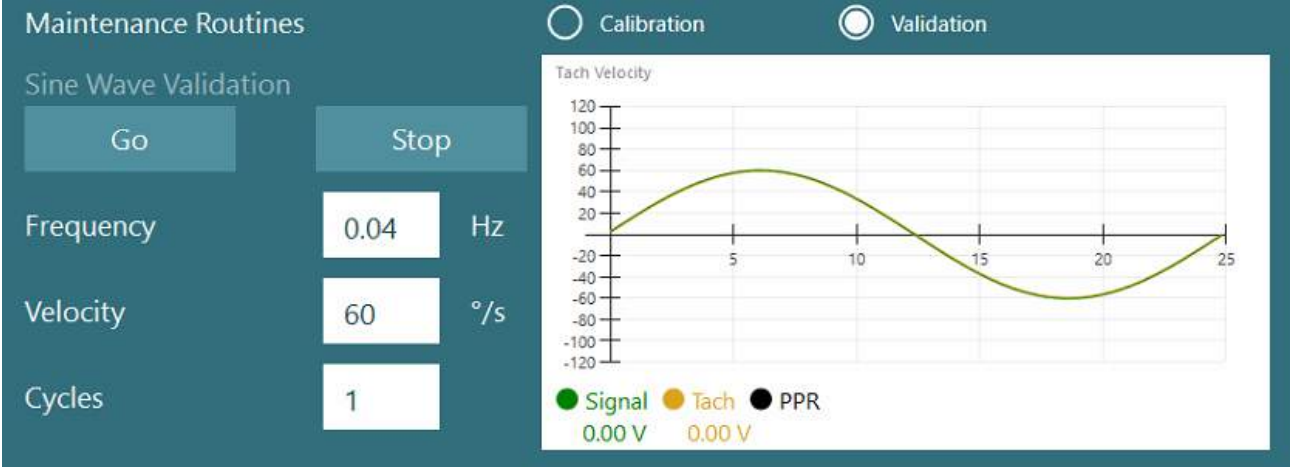 Maintenance Routines
Sine Wave Validation
Go Stop
Frequency 0.04 Hz
Velocity 60 °/s
Cycles 1
Calibration Validation
Tach Velocity
120
100
80
60
40
20
-20
-40
-60
-80
-100
-120
5 10 15 20 25
Signal Tach PPR
0.00 V 0.00 V